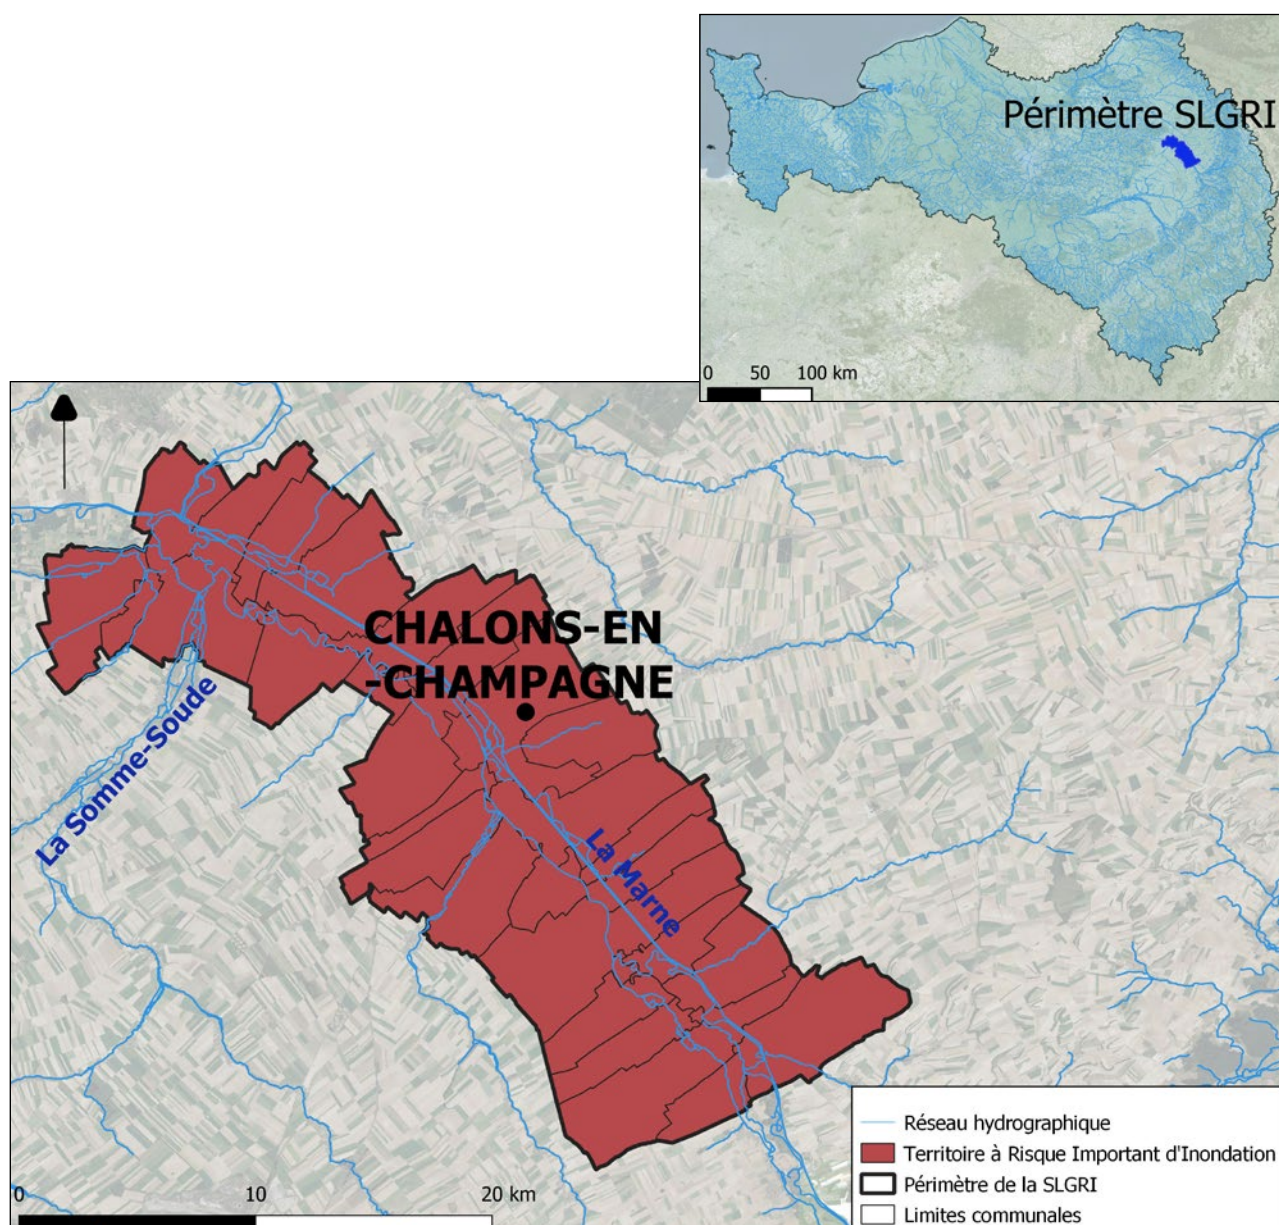 Périmètre SLGRI
0 50 100 km
CHALONS-EN
-CHAMPAGNE
La Somme-Soude
La Marne
Réseau hydrographique
Territoire à Risque Important d'Inondation
Périmètre de la SLGRI
Limites communales
0 10 20 km